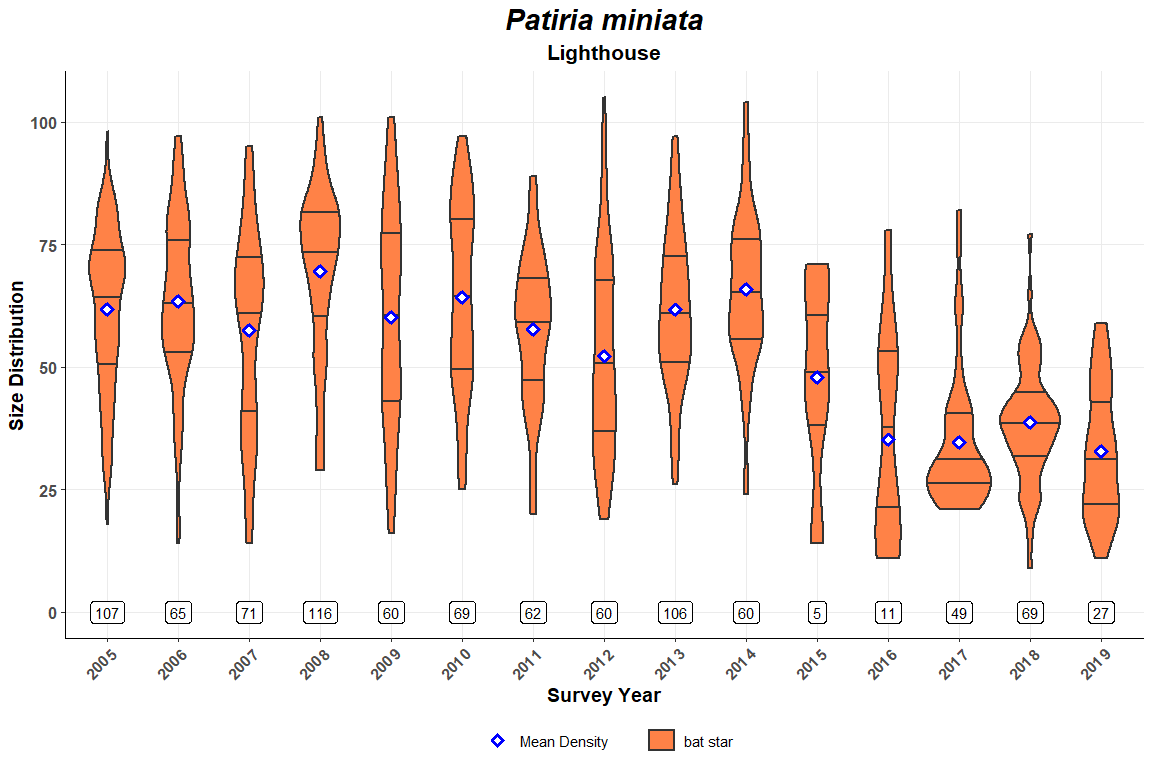 Patiria miniata
Lighthouse
Size Distribution
100
75
50
25
0
107 65 71 116 60 69 62 60 106 60 5 11 49 69 27
2005 2006 2007 2008 2009 2010 2011 2012 2013 2014 2015 2016 2017 2018 2019
Survey Year
Mean Density bat star